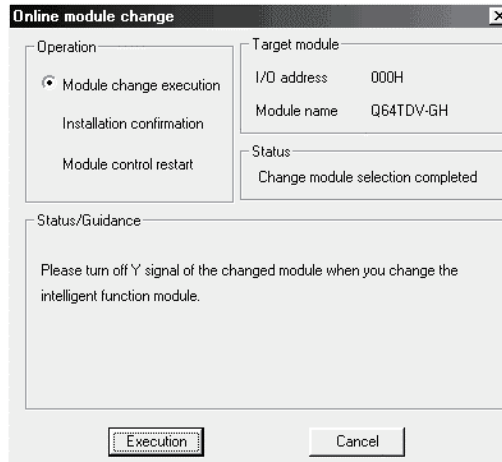 Online module change
Operation
Module change execution
Installation confirmation
Module control restart
Target module
I/O address 000H
Module name Q64TDV-GH
Status
Change module selection completed
Status/Guidance
Please turn off Y signal of the changed module when you change the
intelligent function module.
Execution Cancel